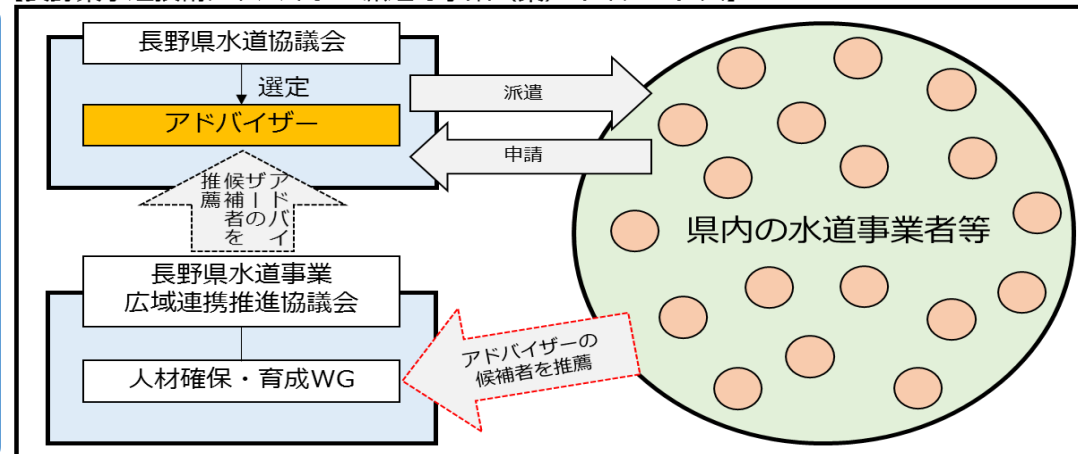 長野県水道協議会
選定
アドバイザー
派遣
申請
アドバイ
ザーの
候補者を
推薦
県内の水道事業者等
長野県水道事業
広域連携推進協議会
人材確保・育成WG
アドバイザーの
候補者を推薦